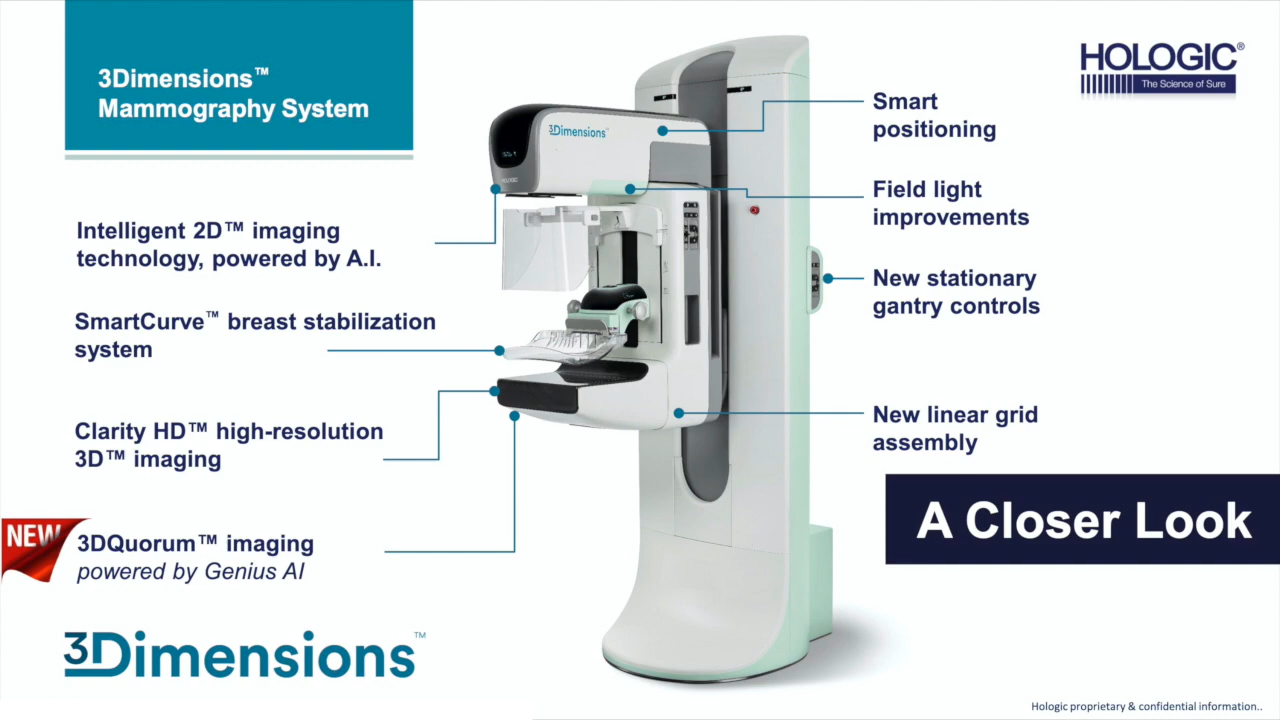 3Dimensions™
Mammography System
HOLOGIC®
The Science of Sure
3Dimensions™
HOLOGIC
Smart
positioning
Field light
improvements
Intelligent 2D™ imaging
technology, powered by A.I.
New stationary
gantry controls
SmartCurve™ breast stabilization
system
Clarity HD™ high-resolution
3D™ imaging
New linear grid
assembly
A Closer Look
NEW
3DQuorum™ imaging
powered by Genius AI
3Dimensions™
Hologic proprietary & confidential information..